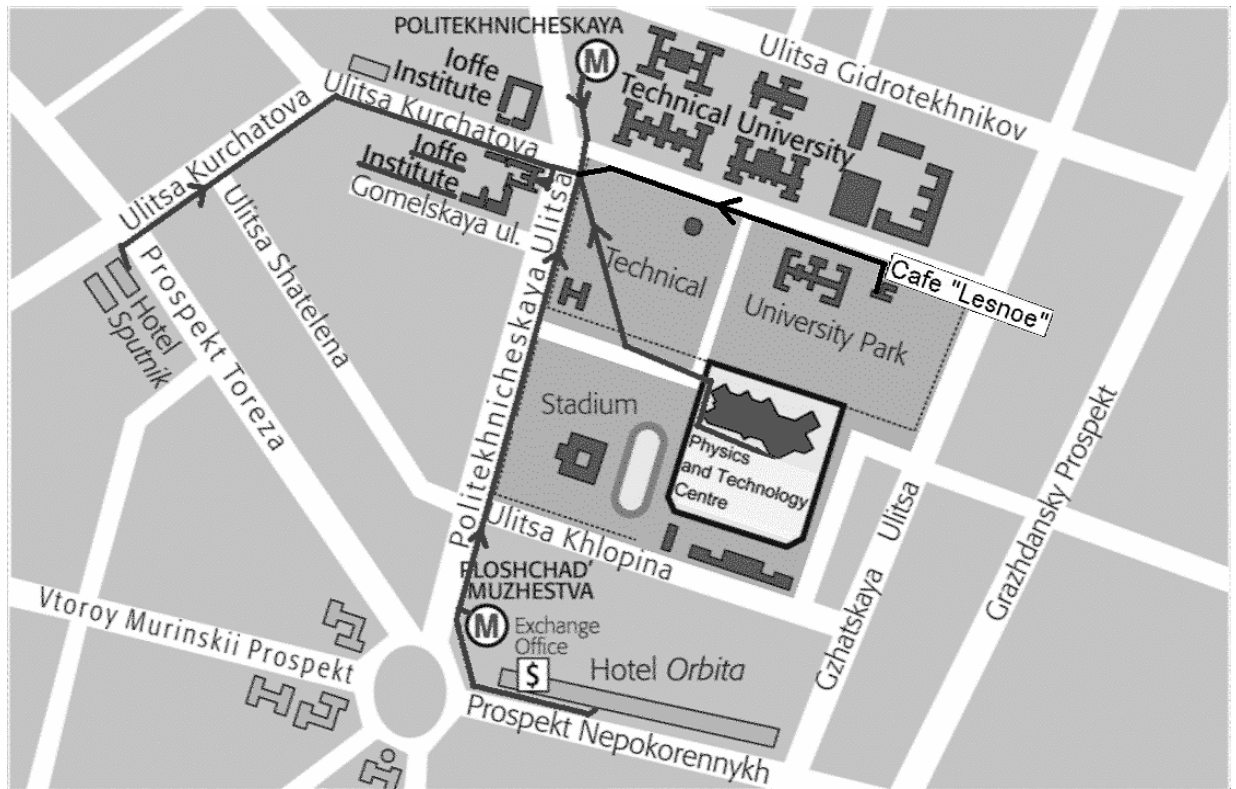 POLITEKHNICHESKAYA
M
Ioffe
Institute
Ulitsa Kurchatova
Technical University
Ulitsa Gidrotekhnikov
Ulitsa Kurchatova
Ioffe
Institute
Gomelskaya ul.
Ulitsa Shatelena
Prospekt Toreza
Hotel
Sputnik
Politekhnicheskaya Ulitsa
Technical
University Park
Cafe "Lesnoe"
Stadium
Physics
and Technology
Centre
Ulitsa Khlopina
Gzhatskaya Ulitsa
Grazhdansky Prospekt
PLOSHCHAD'
MUZHESTVA
M
Exchange
Office
$
Hotel Orbita
Vtoroy Murinskii Prospekt
Prospekt Nepokorennykh